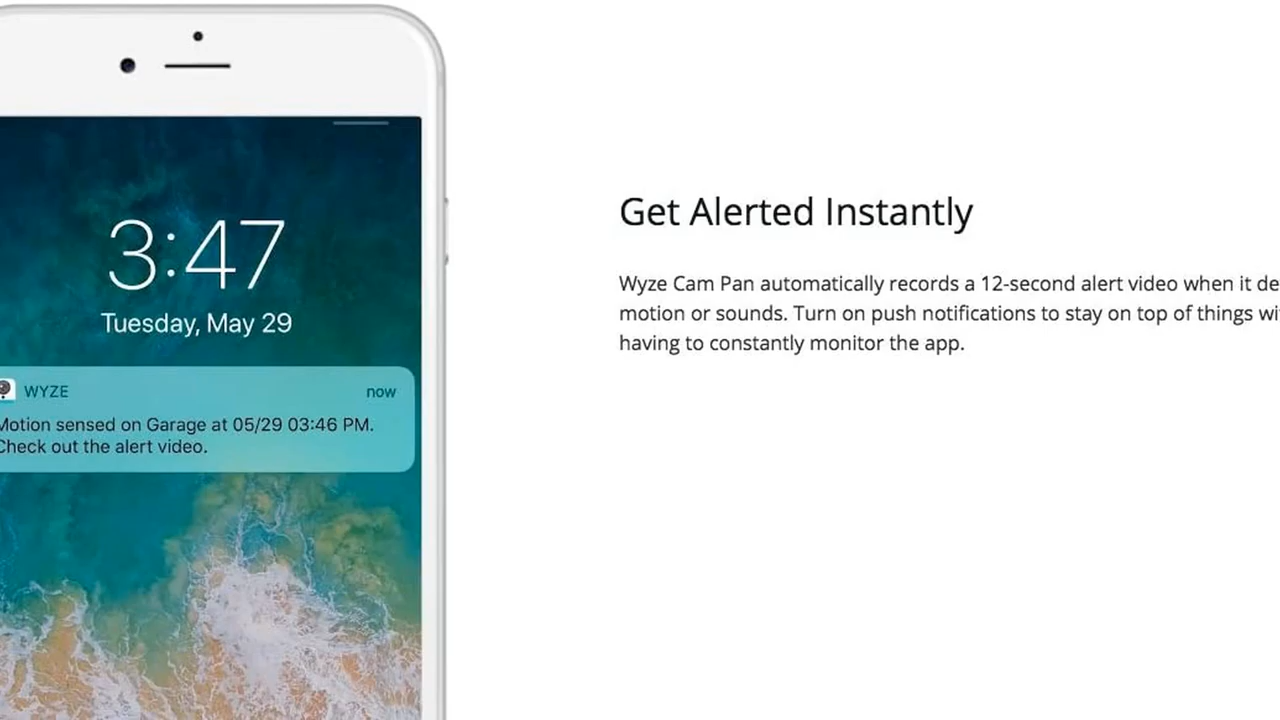 3:47
Tuesday, May 29
WYZE now
Motion sensed on Garage at 05/29 03:46 PM.
Check out the alert video.
Get Alerted Instantly
Wyze Cam Pan automatically records a 12-second alert video when it
motion or sounds. Turn on push notifications to stay on top of things
having to constantly monitor the app.